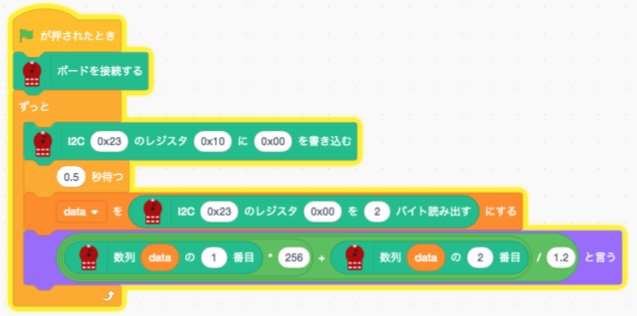 が押されたとき
ボードを接続する
ずっと
I2C 0x23 のレジスタ 0x10 に 0x00 を書き込む
0.5 秒待つ
data を I2C 0x23 のレジスタ 0x00 を 2 バイト読み出す にする
数列 data の 1 番目 * 256 + 数列 data の 2 番目 / 1.2 と言う